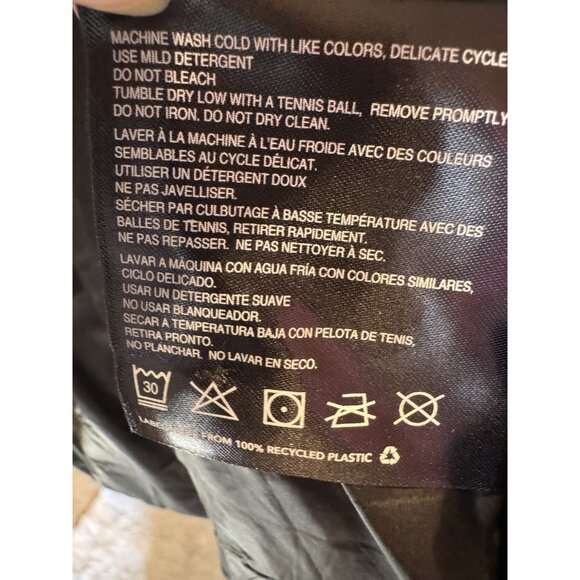 MACHINE WASH COLD WITH LIKE COLORS, DELICATE CYCLE
USE MILD DETERGENT
DO NOT BLEACH
TUMBLE DRY LOW WITH A TENNIS BALL, REMOVE PROMPTLY
DO NOT IRON. DO NOT DRY CLEAN.
LAVER À LA MACHINE À L'EAU FROIDE AVEC DES COULEURS
SEMBLABLES AU CYCLE DÉLICAT.
UTILISER UN DÉTERGENT DOUX
NE PAS JAVELLISER.
SÉCHER PAR CULBUTAGE À BASSE TEMPÉRATURE AVEC DES
BALLES DE TENNIS, RETIRER RAPIDEMENT.
NE PAS REPASSER. NE PAS NETTOYER À SEC.
LAVAR A MÁQUINA CON AGUA FRÍA CON COLORES SIMILARES,
CICLO DELICADO.
USAR UN DETERGENTE SUAVE
NO USAR BLANQUEADOR.
SECAR A TEMPERATURA BAJA CON PELOTA DE TENIS,
RETIRA PRONTO.
NO PLANCHAR. NO LAVAR EN SECO.
30
FROM 100% RECYCLED PLASTIC